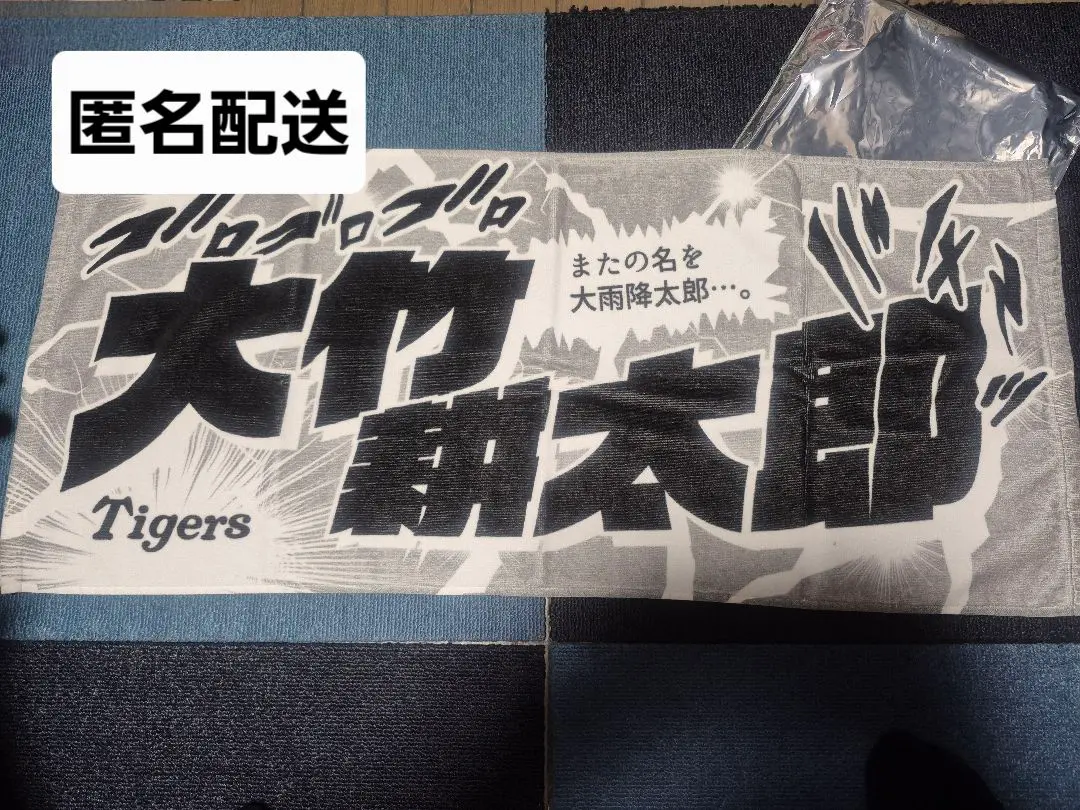 匿名配送
ゴロゴロゴロ
またの名を
大雨降太郎…。
大竹
耕太郎
Tigers